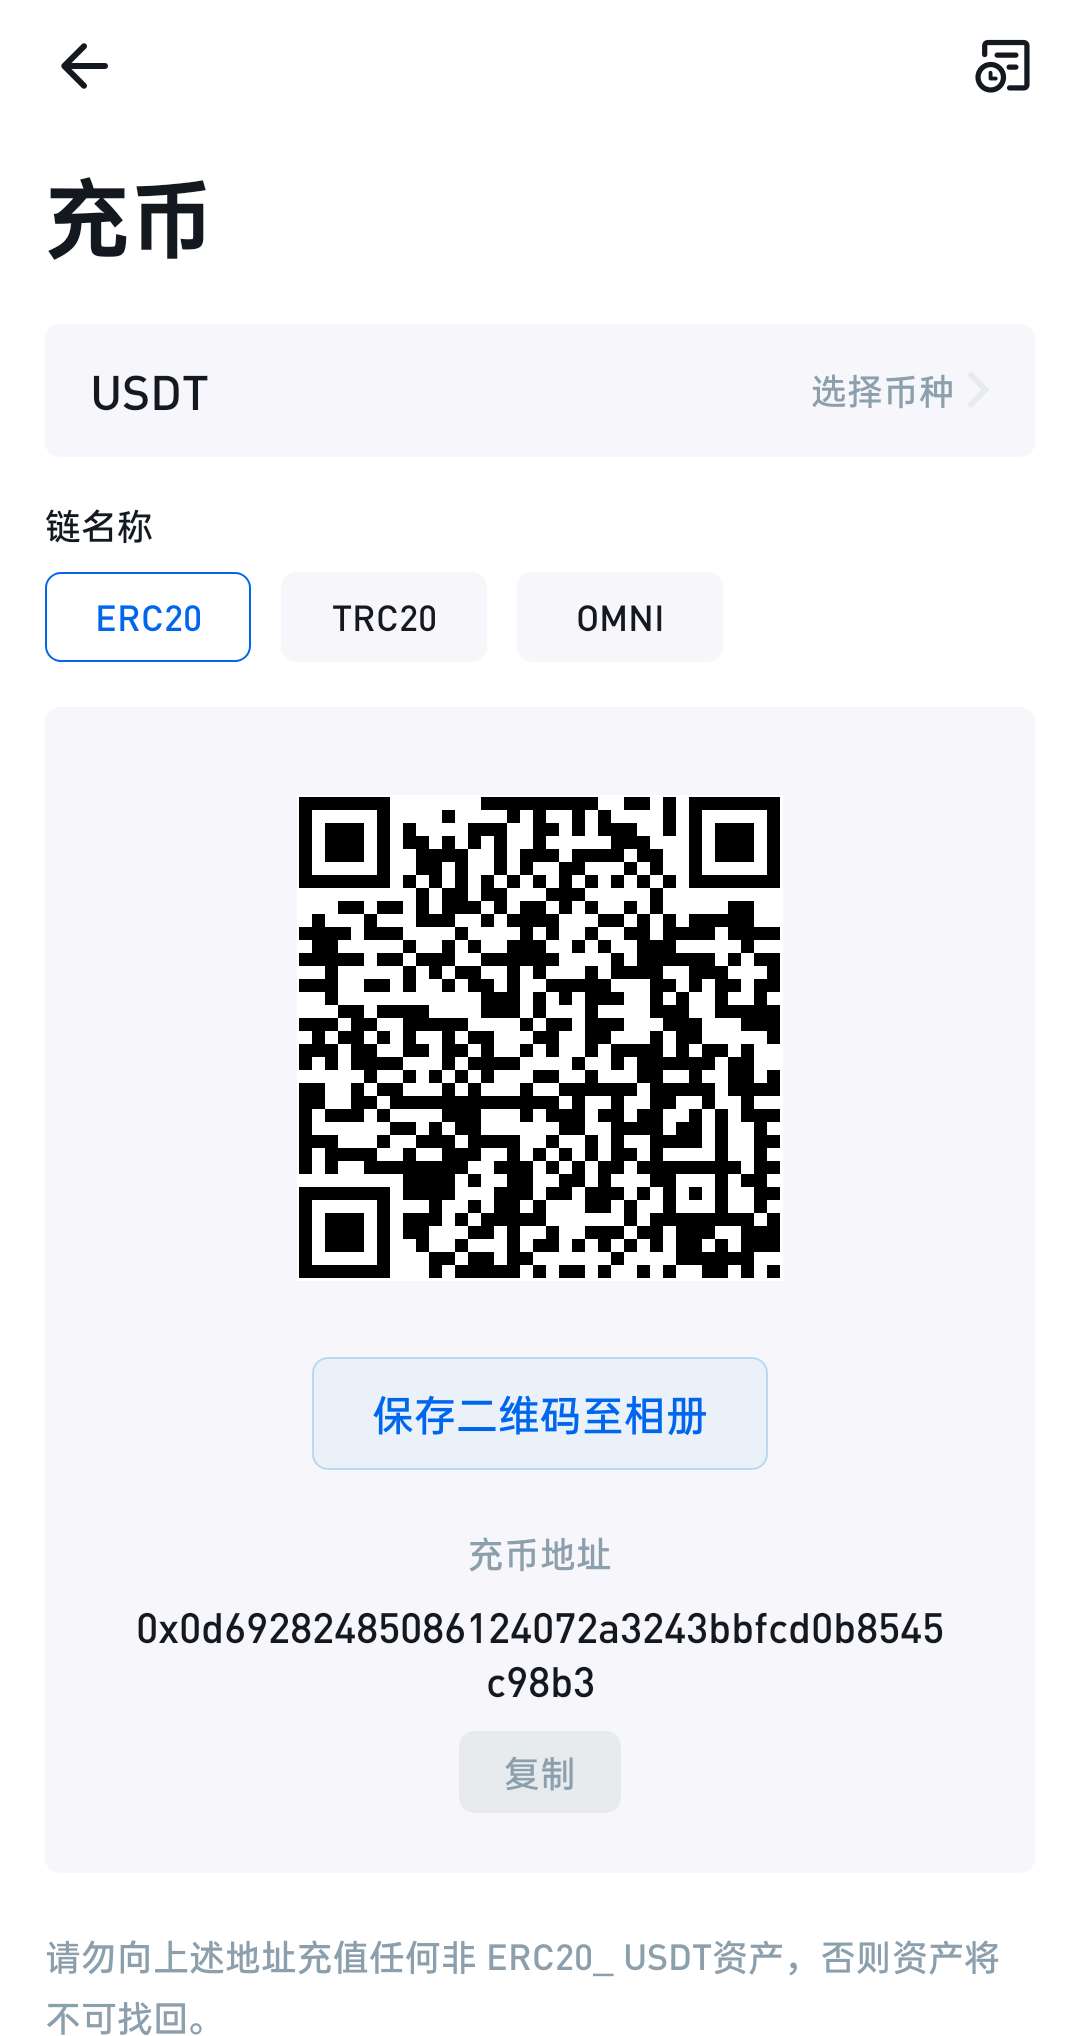 充币
USDT
选择币种
链名称
ERC20
TRC20
OMNI
保存二维码至相册
充币地址
0x0d69282485086124072a3243bbfcd0b8545
c98b3
复制
请勿向上述地址充值任何非 ERC20_ USDT资产，否则资产将
不可找回。